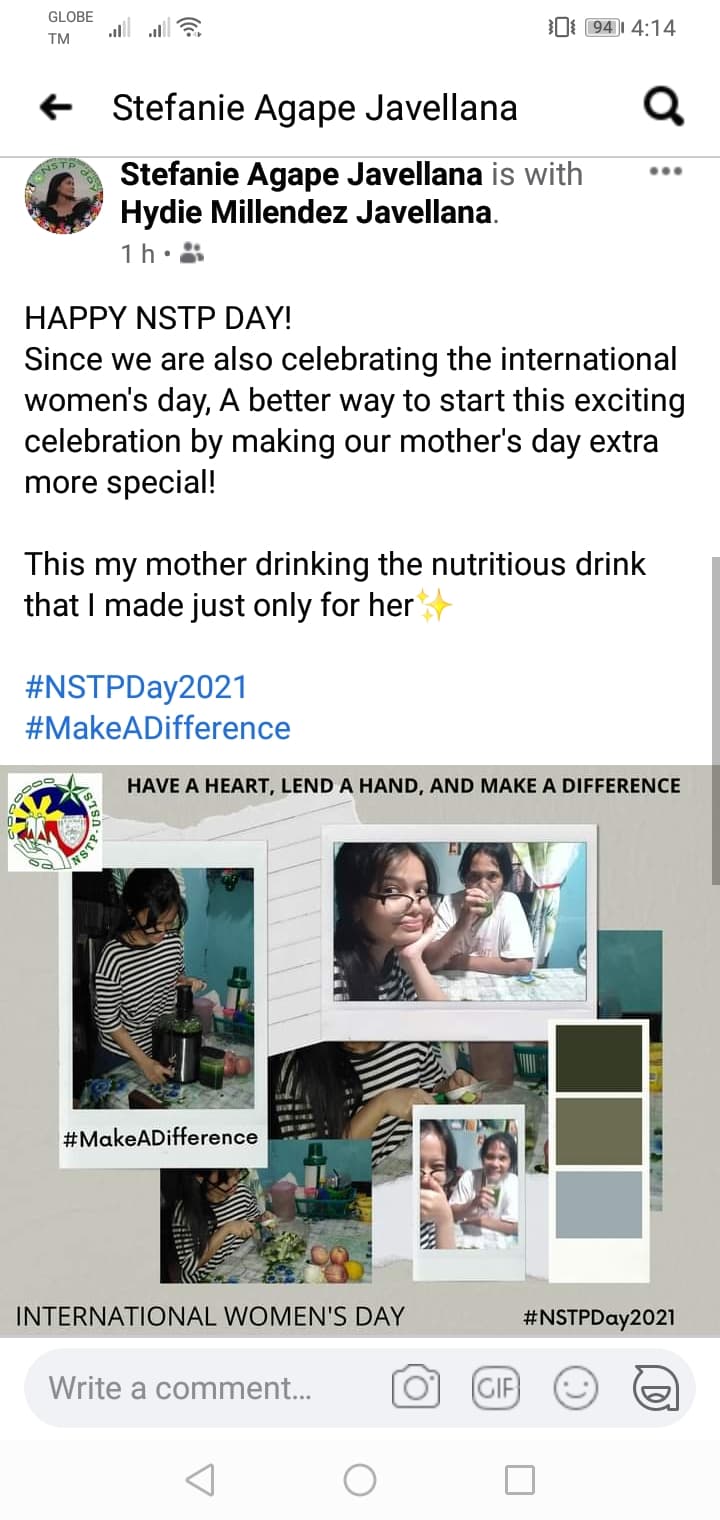 GLOBE
TM
94
4:14
Stefanie Agape Javellana
Stefanie Agape Javellana is with
Hydie Millendez Javellana.
1 h ·
HAPPY NSTP DAY!
Since we are also celebrating the international
women's day, A better way to start this exciting
celebration by making our mother's day extra
more special!
This my mother drinking the nutritious drink
that I made just only for her✨
#NSTPDay2021
#MakeADifference
HAVE A HEART, LEND A HAND, AND MAKE A DIFFERENCE
NSTP-USLS
#MakeADifference
INTERNATIONAL WOMEN'S DAY
#NSTPDay2021
Write a comment...
GIF